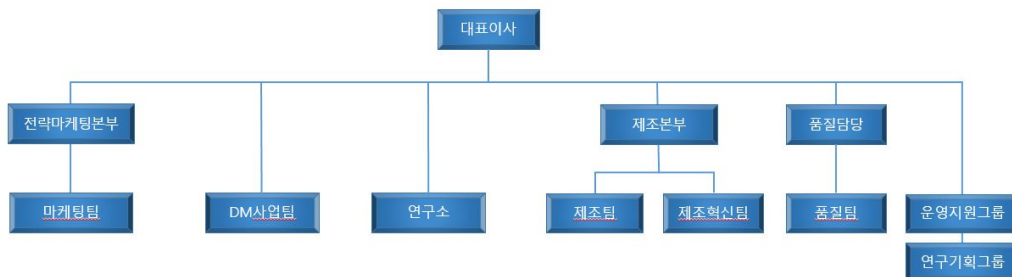 대표이사
전략마케팅본부
제조본부
품질담당
마케팅팀
DM사업팀
연구소
제조팀
제조혁신팀
품질팀
운영지원그룹
연구기획그룹